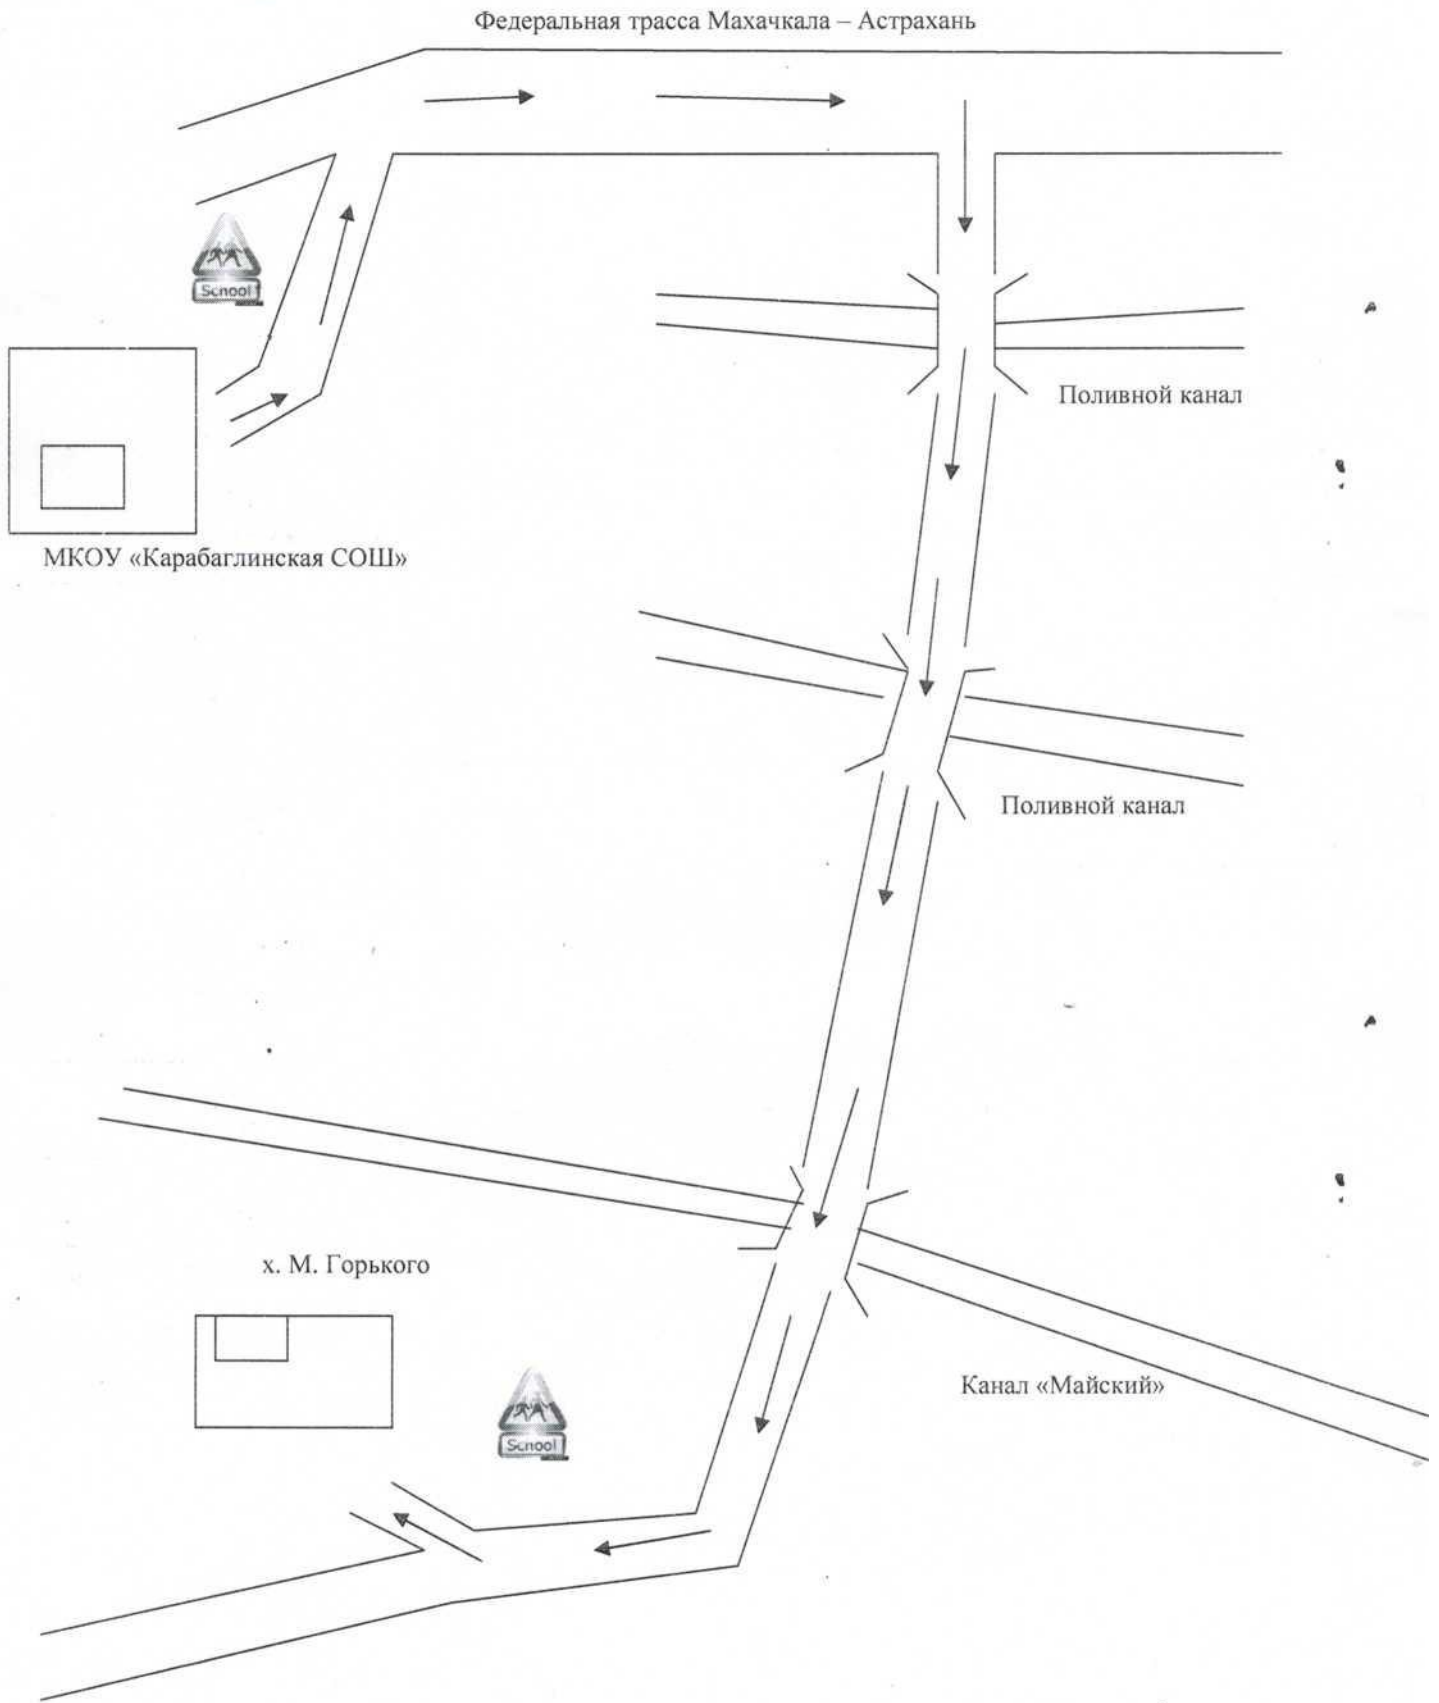 Федеральная трасса Махачкала – Астрахань
School
Поливной канал
МКОУ «Карабаглинская СОШ»
Поливной канал
х. М. Горького
Канал «Майский»
School